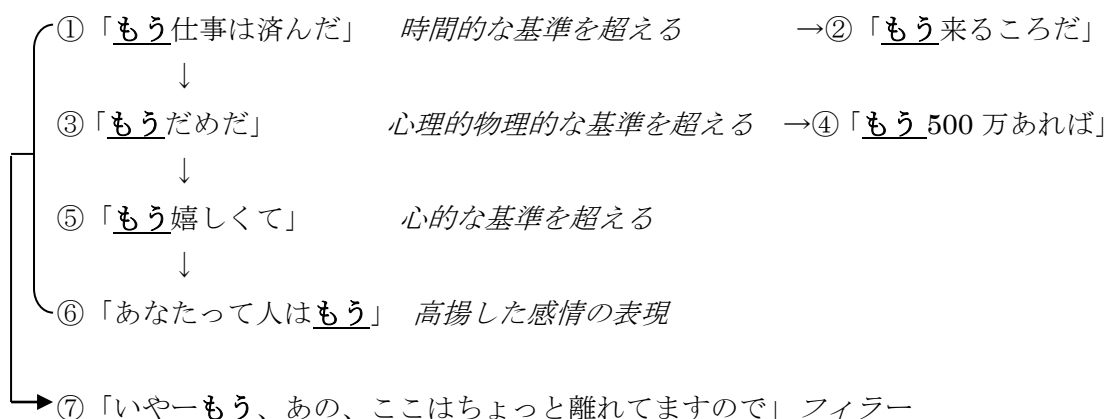 ①「もう仕事は済んだ」 時間的な基準を超える →②「もう来るころだ」
↓
③「もうだめだ」 心理的物理的な基準を超える →④「もう 500 万あれば」
↓
⑤「もう嬉しくて」 心的な基準を超える
↓
⑥「あなたって人はもう」 高揚した感情の表現
⑦「いやーもう、あの、ここはちょっと離れてますので」フィラー